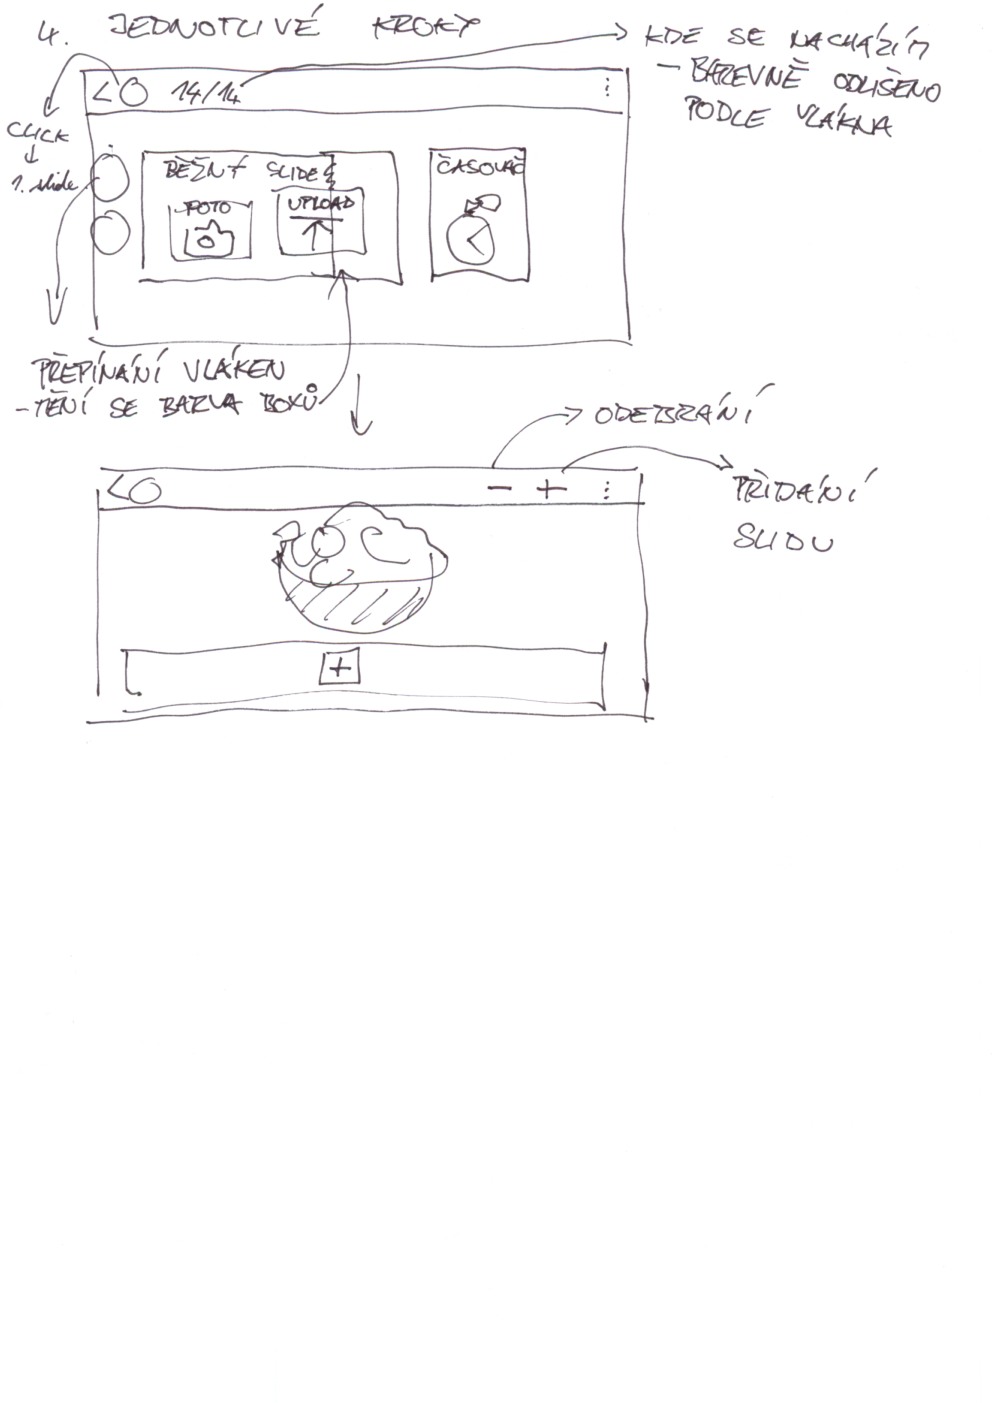 4. JEDNOTLIVÉ KROKY
KDE SE NACHÁZÍM
- BAREVNĚ ODLIŠENO
PODLE VLÁKNA
< 14/14 ⋮
CLICK
↓
1. slide
BĚŽNÝ SLIDE
FOTO
UPLOAD
ČASOVAČ
PŘEPÍNÁNÍ VLÁKEN
- MĚNÍ SE BARVA BOXŮ
ODEBRÁNÍ
PŘIDÁNÍ
SLIDU
< - + ⋮
+